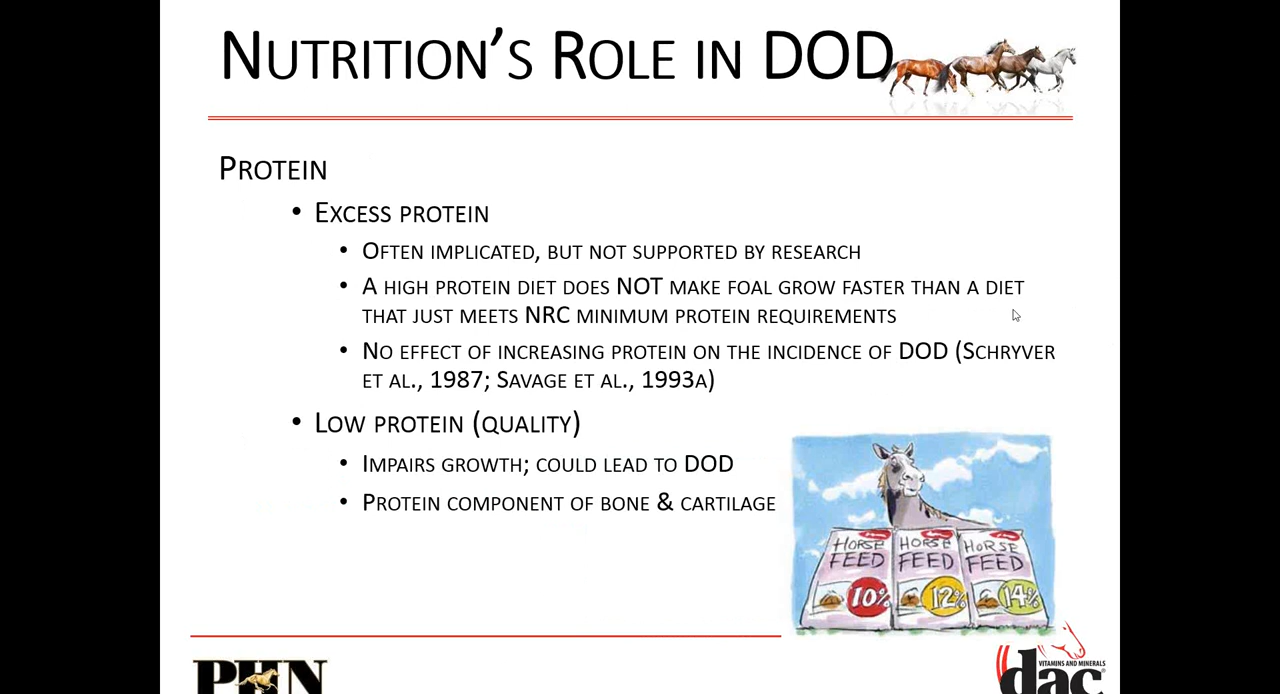 Nutrition's Role in DOD
Protein
• Excess protein
• Often implicated, but not supported by research
• A high protein diet does NOT make foal grow faster than a diet
that just meets NRC minimum protein requirements
• No effect of increasing protein on the incidence of DOD (Schryver
et al., 1987; Savage et al., 1993a)
• Low protein (quality)
• Impairs growth; could lead to DOD
• Protein component of bone & cartilage
HORSE FEED 10%
HORSE FEED 12%
HORSE FEED 14%
PHN
VITAMINS AND MINERALS
dac